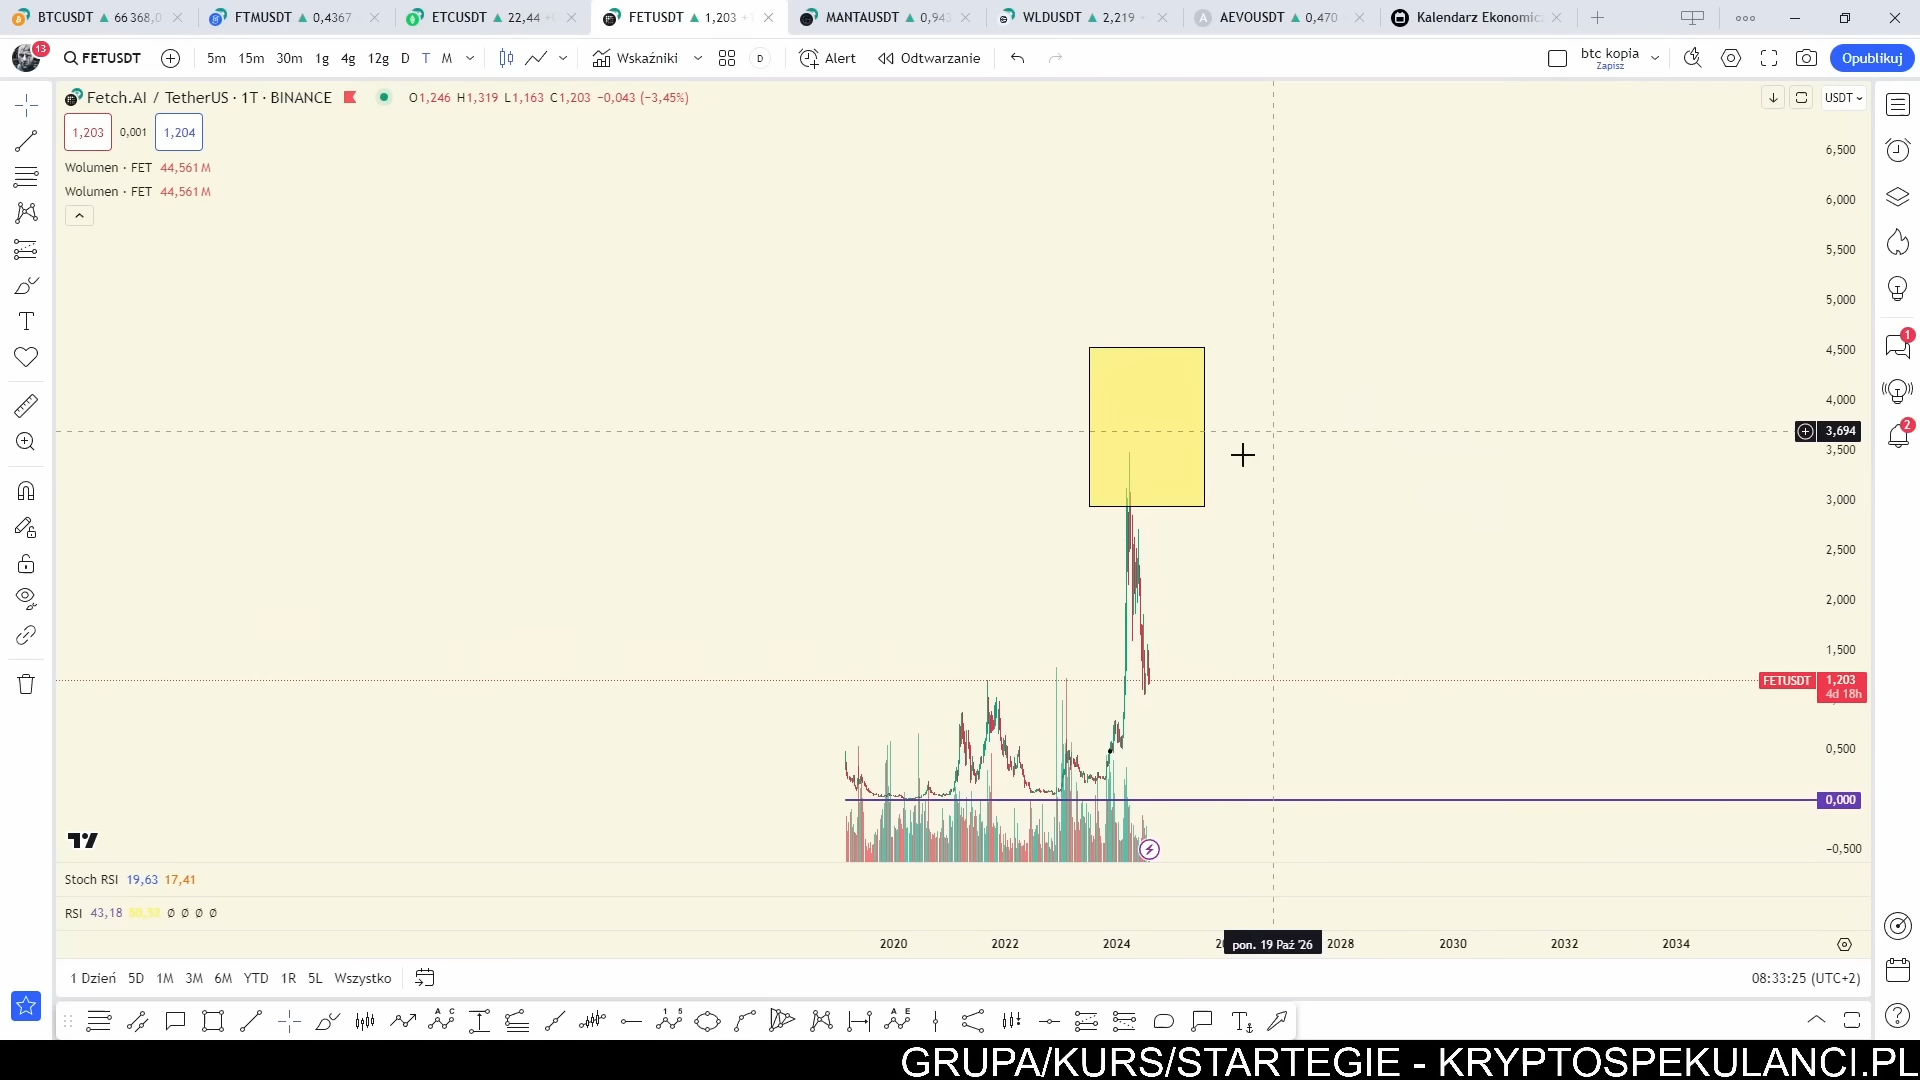 BTCUSDT 66 368,0 FTMUSDT 0,4367 ETCUSDT 22,44 FETUSDT 1,203 MANTAUSDT 0,943 WLDUSDT 2,219 AEVOUSDT 0,470 Kalendarz Ekonomicz
13 FETUSDT 5m 15m 30m 1g 4g 12g D T M Wskaźniki D Alert Odtwarzanie btc kopia Zapisz Opublikuj
Fetch.AI / TetherUS · 1T · BINANCE O1,246 H1,319 L1,163 C1,203 −0,043 (−3,45%) USDT
1,203 0,001 1,204
Wolumen · FET 44,561 M
Wolumen · FET 44,561 M
6,500
6,000
5,500
5,000
4,500
4,000
3,694
3,500
3,000
2,500
2,000
1,500
FETUSDT 1,203
4d 18h
0,500
0,000
−0,500
1
2
Stoch RSI 19,63 17,41
RSI 43,18 Ø Ø Ø Ø
2020 2022 2024 pon. 19 Paź '26 2028 2030 2032 2034
1 Dzień 5D 1M 3M 6M YTD 1R 5L Wszystko 08:33:25 (UTC+2)
GRUPA/KURS/STARTEGIE - KRYPTOSPEKULANCI.PL